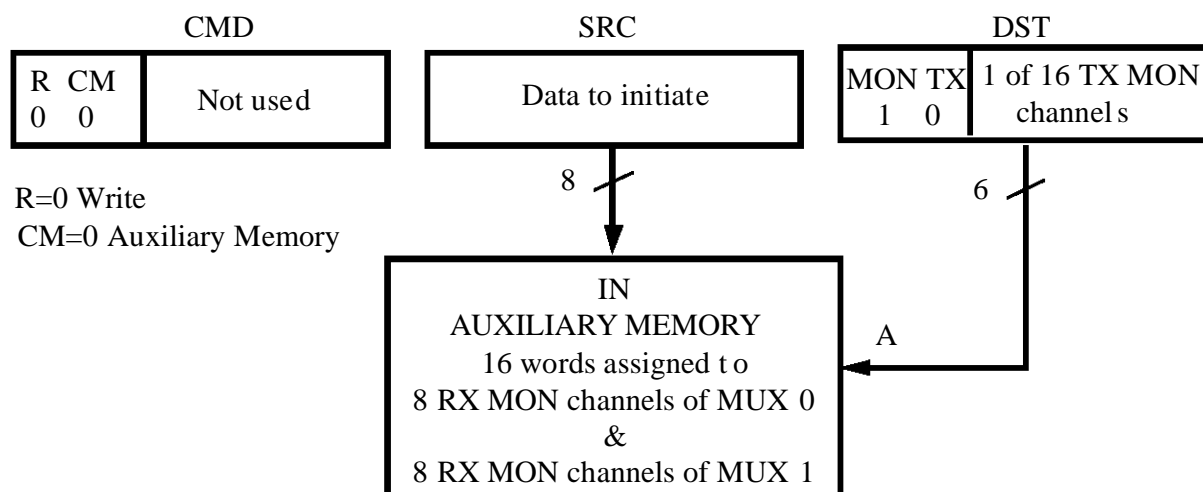 CMD
SRC
DST
R CM
0 0
Not used
Data to initiate
MON TX
1 0
1 of 16 TX MON
channels
8
6
R=0 Write
CM=0 Auxiliary Memory
IN
AUXILIARY MEMORY
16 words assigned to
8 RX MON channels of MUX 0
&
8 RX MON channels of MUX 1
A